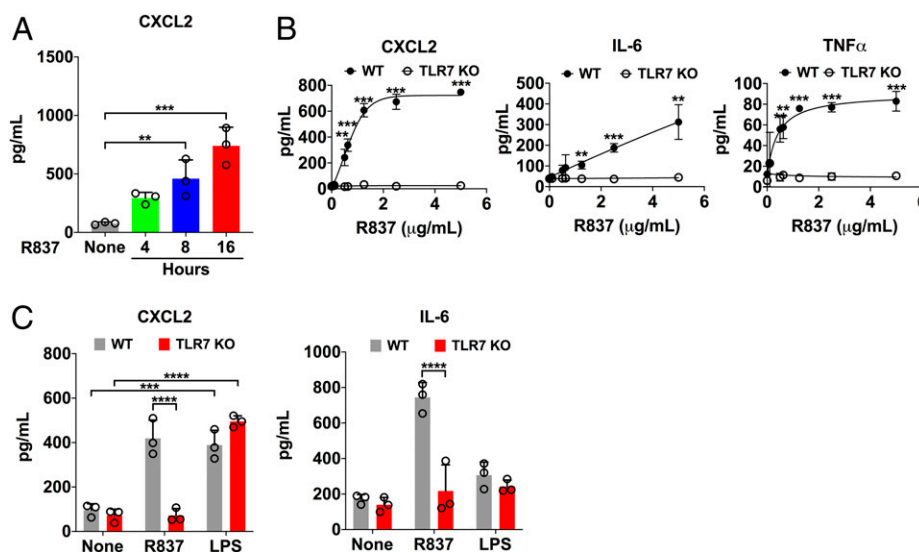 A
CXCL2
1500
1000
500
0
pg/mL
***
**
R837
None 4 8 16
Hours
B
CXCL2
WT TLR7 KO
800
600
400
200
0
pg/mL
*** *** ***
***
**
0 2 4 6
R837 (µg/mL)
IL-6
WT TLR7 KO
500
400
300
200
100
0
pg/mL
** *** **
0 2 4 6
R837 (µg/mL)
TNFα
WT TLR7 KO
100
80
60
40
20
0
pg/mL
** *** *** ***
*
0 2 4 6
R837 (µg/mL)
C
CXCL2
WT TLR7 KO
800
600
400
200
0
pg/mL
****
***
****
None R837 LPS
IL-6
WT TLR7 KO
1000
800
600
400
200
0
pg/mL
****
None R837 LPS